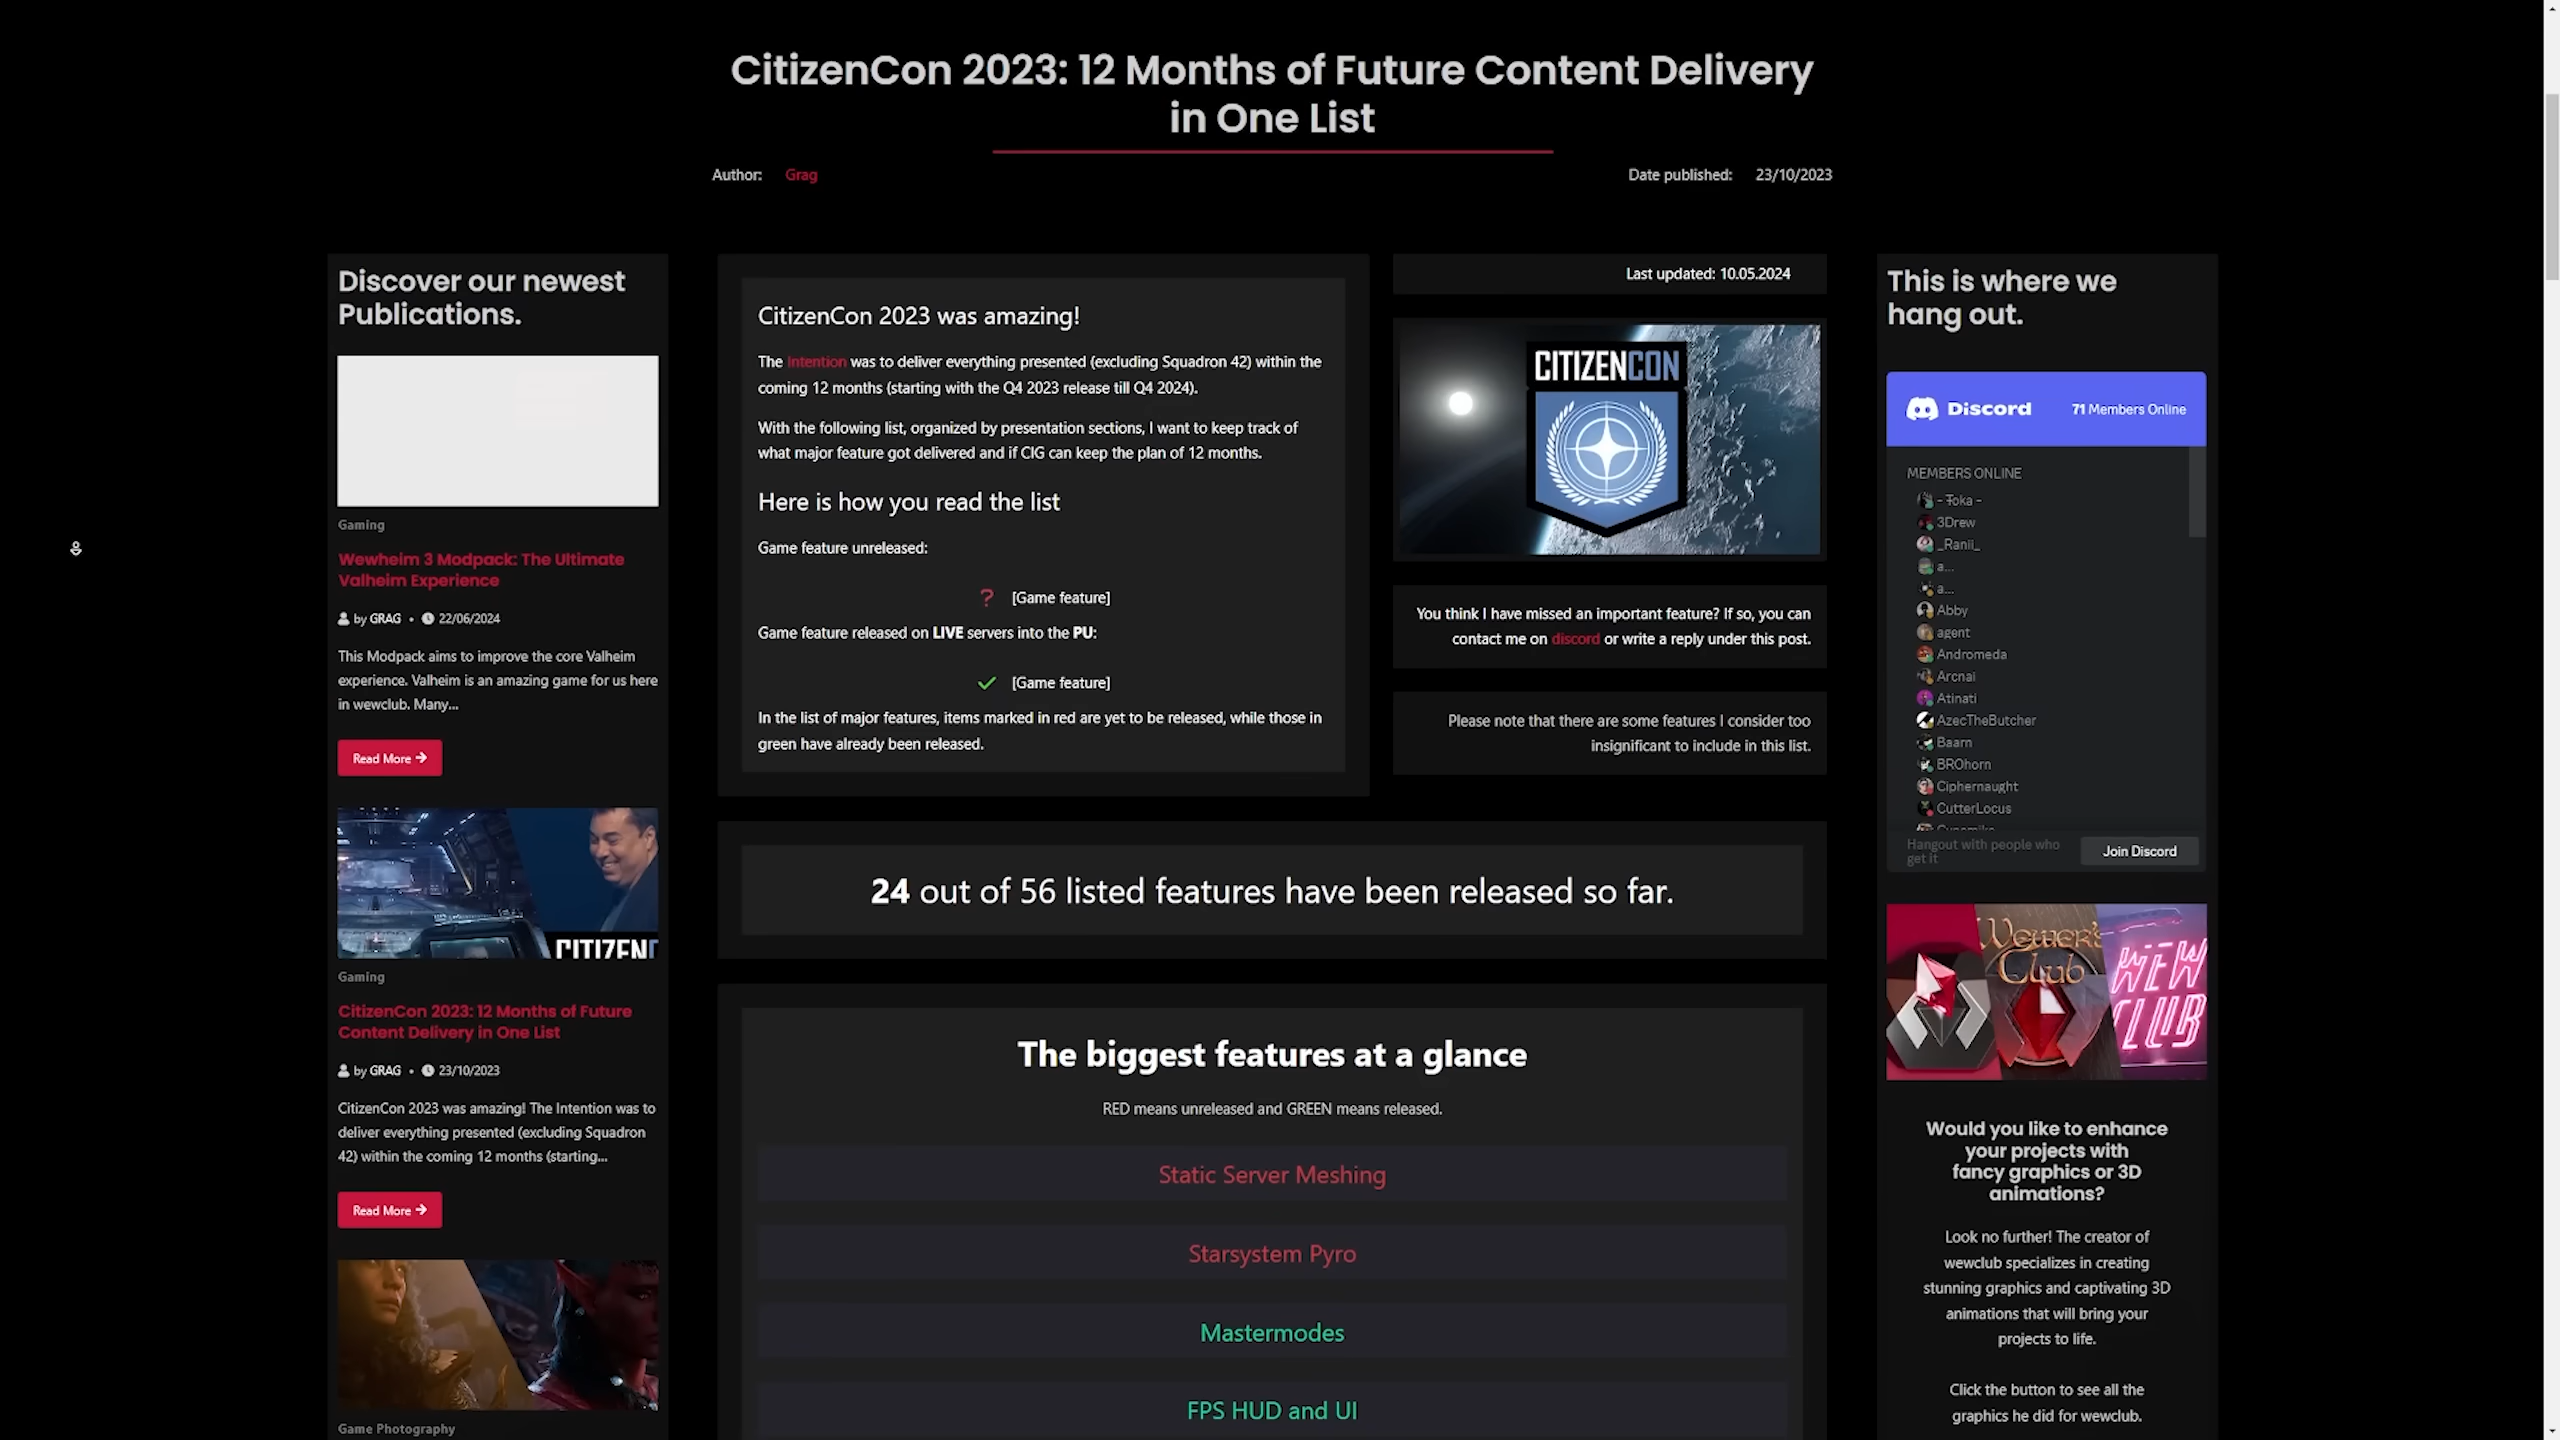 CitizenCon 2023: 12 Months of Future Content Delivery
in One List
Author: Grag
Date published: 23/10/2023
Discover our newest
Publications.
Gaming
Wewheim 3 Modpack: The Ultimate
Valheim Experience
by GRAG • 22/06/2024
This Modpack aims to improve the core Valheim
experience. Valheim is an amazing game for us here
in wewclub. Many...
Read More →
CITIZENC
Gaming
CitizenCon 2023: 12 Months of Future
Content Delivery in One List
by GRAG • 23/10/2023
CitizenCon 2023 was amazing! The Intention was to
deliver everything presented (excluding Squadron
42) within the coming 12 months (starting...
Read More →
Game Photography
CitizenCon 2023 was amazing!
The Intention was to deliver everything presented (excluding Squadron 42) within the
coming 12 months (starting with the Q4 2023 release till Q4 2024).
With the following list, organized by presentation sections, I want to keep track of
what major feature got delivered and if CIG can keep the plan of 12 months.
Here is how you read the list
Game feature unreleased:
? [Game feature]
Game feature released on LIVE servers into the PU:
✓ [Game feature]
In the list of major features, items marked in red are yet to be released, while those in
green have already been released.
Last updated: 10.05.2024
CITIZENCON
You think I have missed an important feature? If so, you can
contact me on discord or write a reply under this post.
Please note that there are some features I consider too
insignificant to include in this list.
24 out of 56 listed features have been released so far.
The biggest features at a glance
RED means unreleased and GREEN means released.
Static Server Meshing
Starsystem Pyro
Mastermodes
FPS HUD and UI
This is where we
hang out.
Discord 71 Members Online
MEMBERS ONLINE
- Toka -
3Drew
_Ranii_
a...
a...
Abby
agent
Andromeda
Arcnai
Atinati
AzecTheButcher
Baarn
BROhorn
Ciphernaught
CutterLocus
Hangout with people who
get it
Join Discord
Wewer's
Club
WEW
CLUB
Would you like to enhance
your projects with
fancy graphics or 3D
animations?
Look no further! The creator of
wewclub specializes in creating
stunning graphics and captivating 3D
animations that will bring your
projects to life.
Click the button to see all the
graphics he did for wewclub.